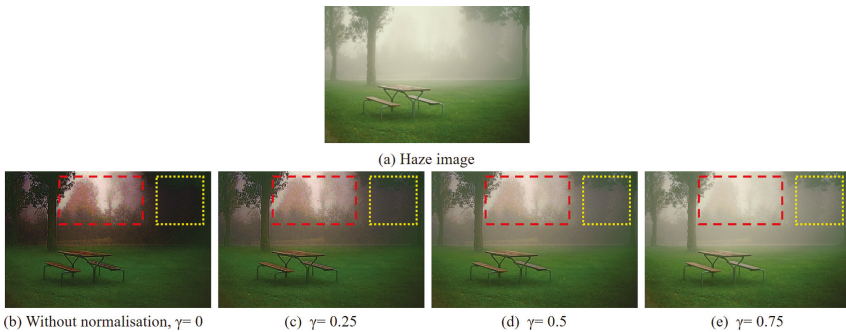 (a) Haze image
(b) Without normalisation, γ= 0
(c) γ= 0.25
(d) γ= 0.5
(e) γ= 0.75